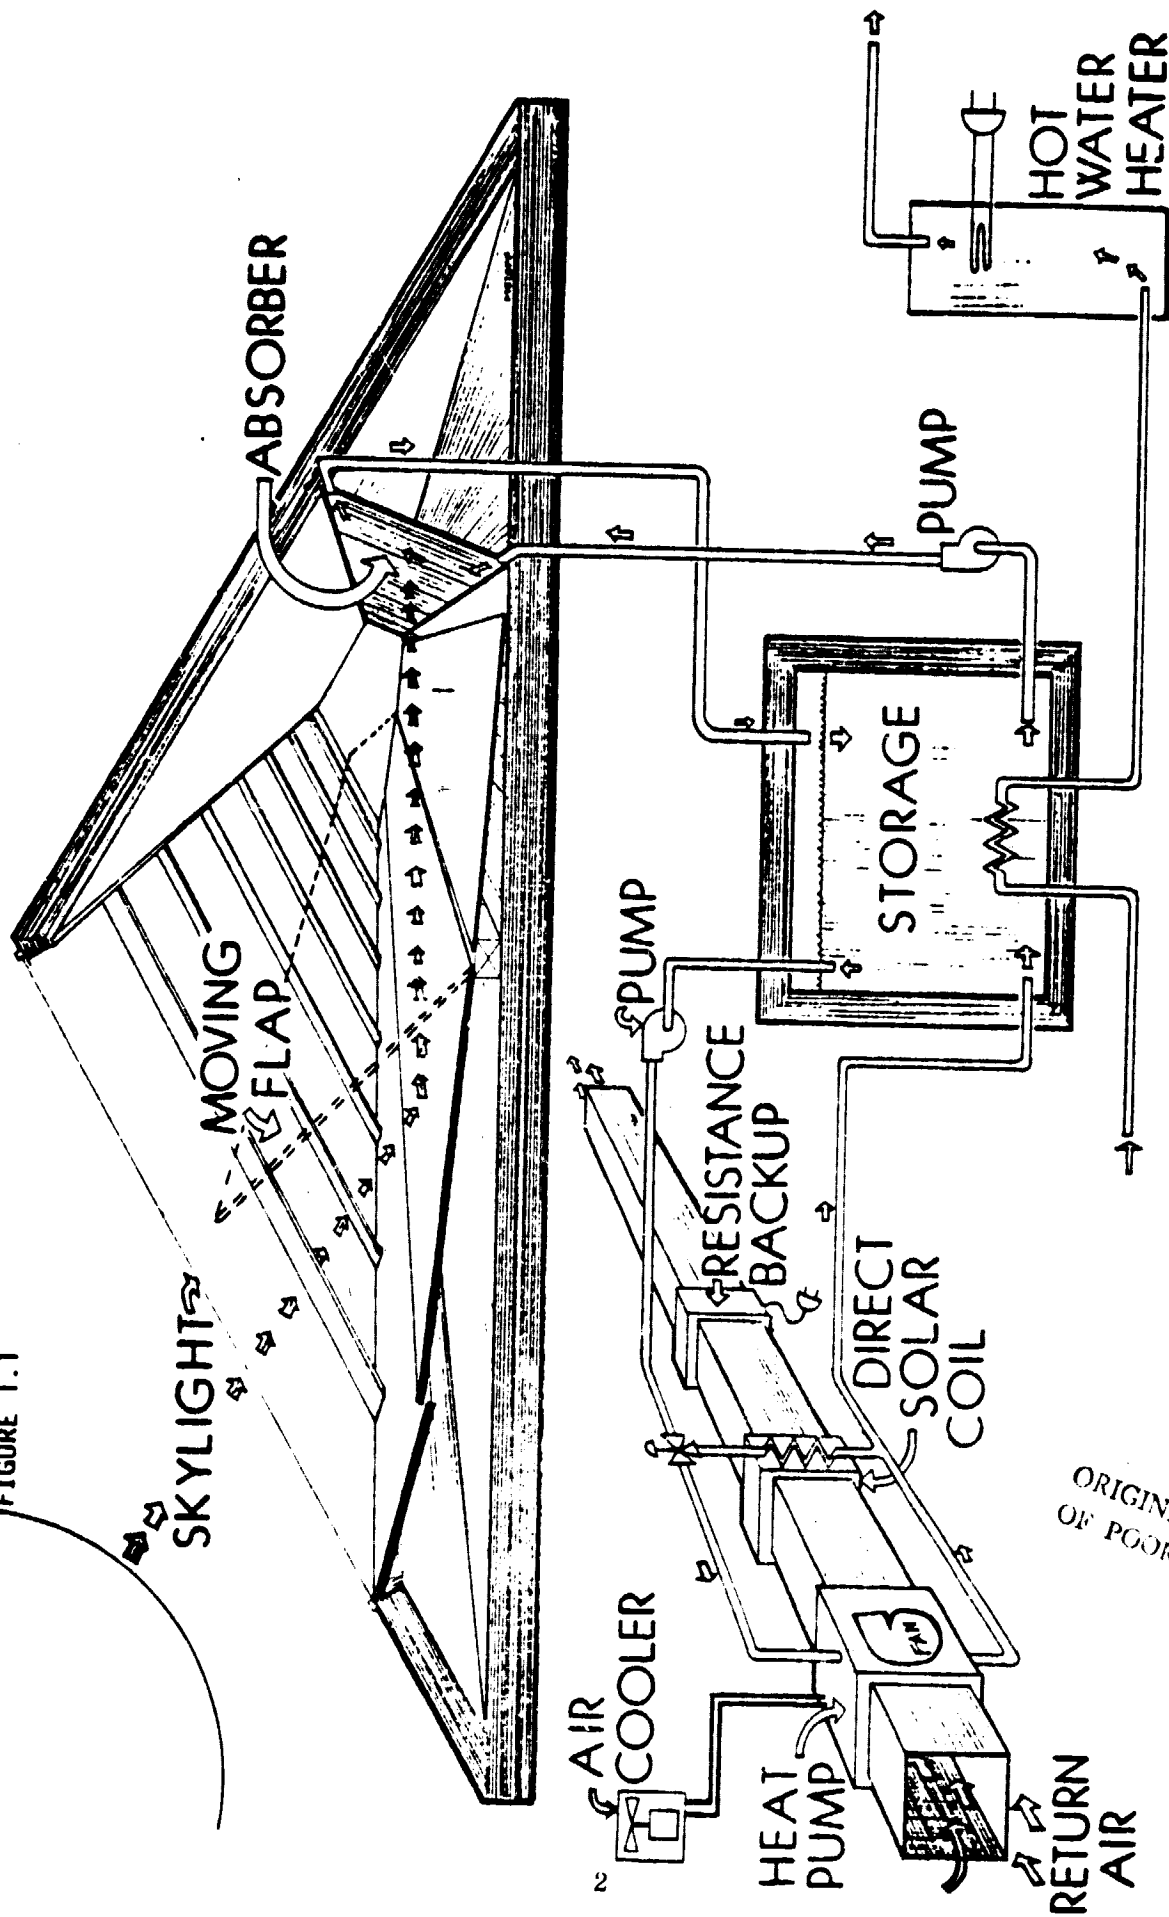 FIGURE 1.1
SKYLIGHT
MOVING
FLAP
ABSORBER
AIR
COOLER
HEAT
PUMP
RETURN
AIR
FAN
DIRECT
SOLAR
COIL
RESISTANCE
BACKUP
PUMP
STORAGE
PUMP
HOT
WATER
HEATER
2
OF POOR